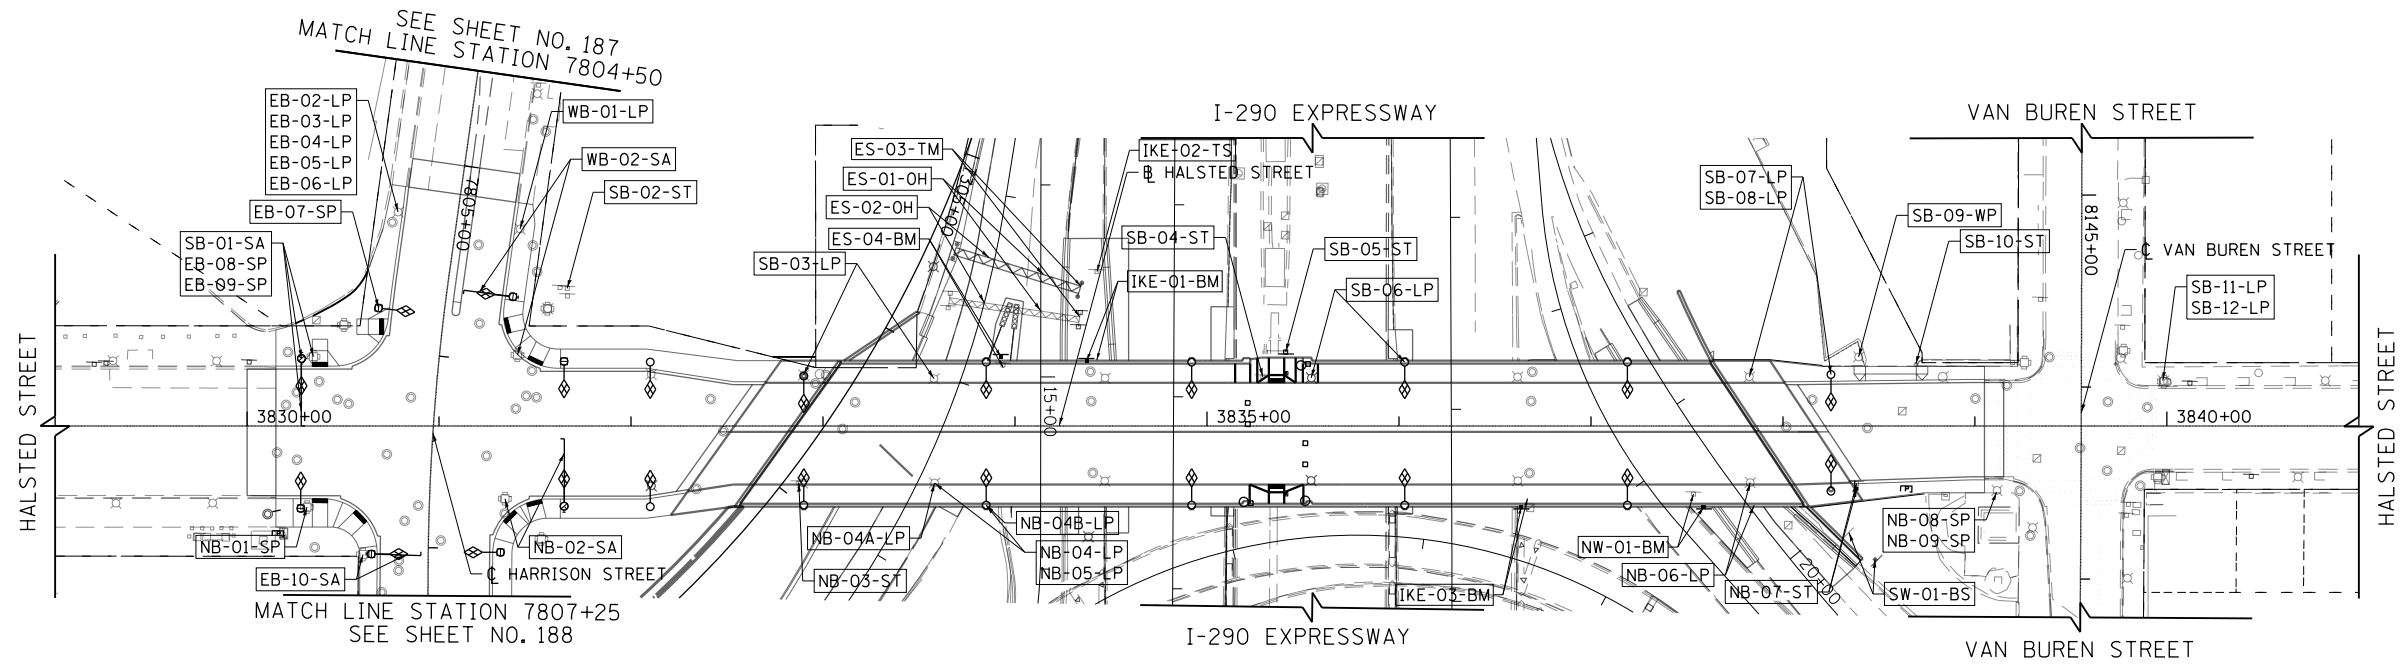 SEE SHEET NO. 187
MATCH LINE STATION 7804+50
I-290 EXPRESSWAY
VAN BUREN STREET
EB-02-LP
EB-03-LP
EB-04-LP
EB-05-LP
EB-06-LP
WB-01-LP
WB-02-SA
SB-02-ST
EB-07-SP
SB-01-SA
EB-08-SP
EB-09-SP
7805+00
ES-03-TM
ES-01-OH
ES-02-OH
ES-04-BM
SB-03-LP
7305+00
IKE-02-TS
B HALSTED STREET
SB-04-ST
IKE-01-BM
SB-05-ST
SB-06-LP
SB-07-LP
SB-08-LP
SB-09-WP
SB-10-ST
8145+00
C VAN BUREN STREET
SB-11-LP
SB-12-LP
HALSTED STREET
3830+00
15+00
3835+00
3840+00
HALSTED STREET
NB-01-SP
EB-10-SA
NB-02-SA
C HARRISON STREET
NB-04A-LP
NB-03-ST
NB-04B-LP
NB-04-LP
NB-05-LP
IKE-03-BM
NW-01-BM
NB-06-LP
NB-07-ST
20+00
NB-08-SP
NB-09-SP
SW-01-BS
MATCH LINE STATION 7807+25
SEE SHEET NO. 188
I-290 EXPRESSWAY
VAN BUREN STREET